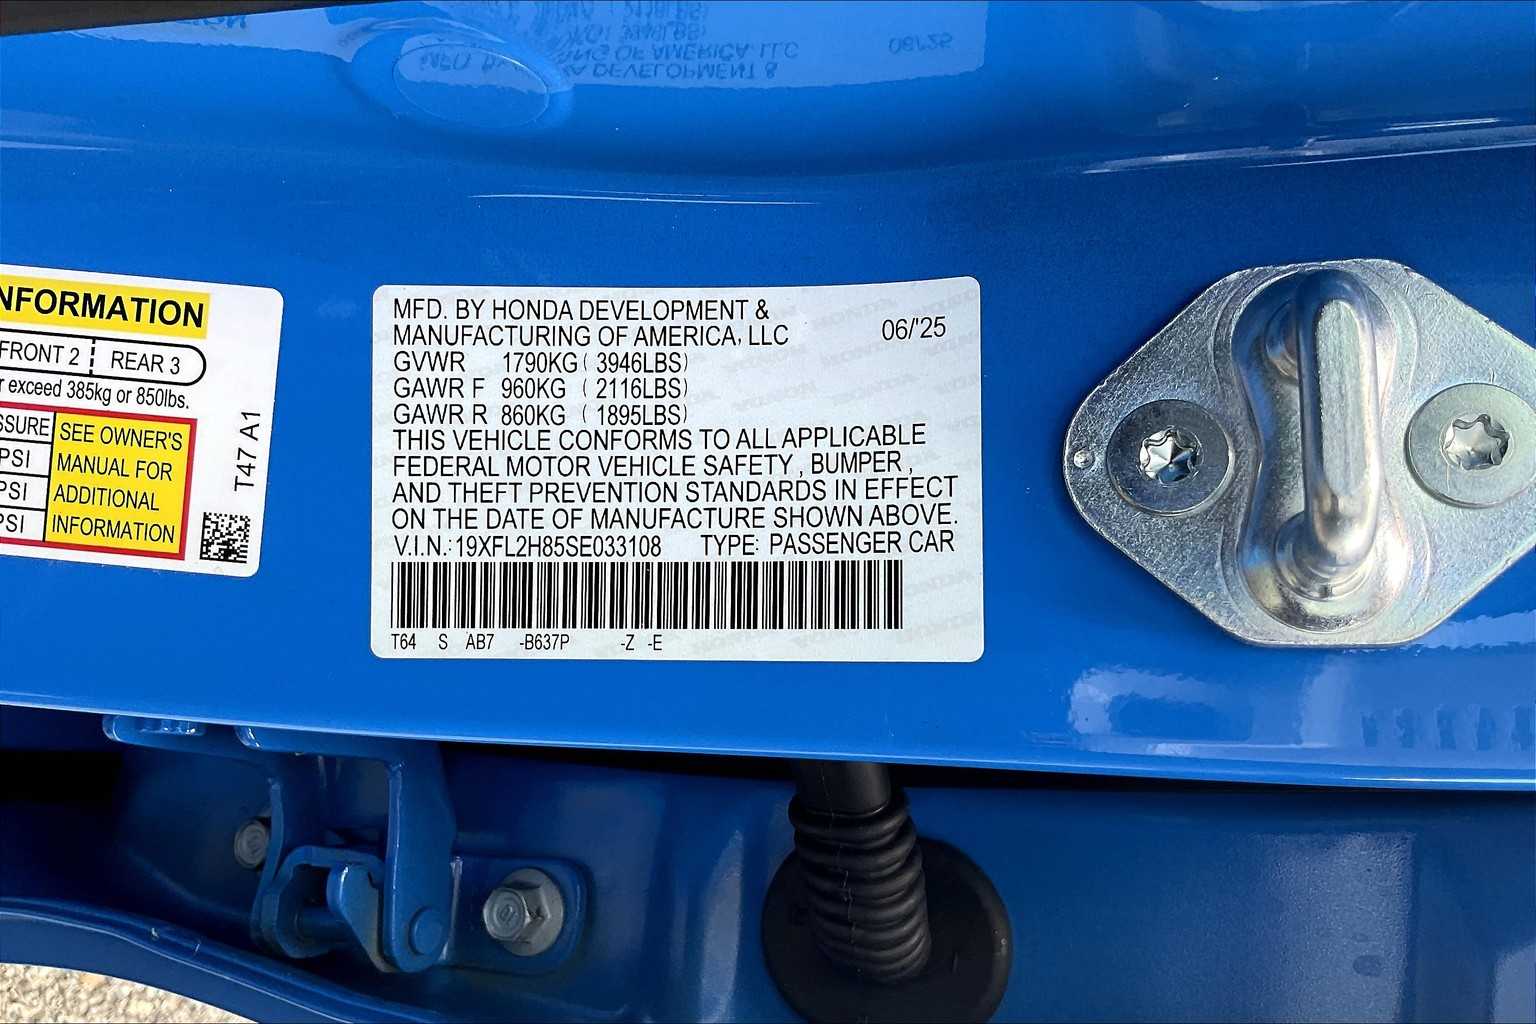 NFORMATION
FRONT 2 REAR 3
r exceed 385kg or 850lbs.
SSURE
PSI
PSI
PSI
SEE OWNER'S
MANUAL FOR
ADDITIONAL
INFORMATION
T47 A1
MFD. BY HONDA DEVELOPMENT &
MANUFACTURING OF AMERICA, LLC 06/'25
GVWR 1790KG ( 3946LBS)
GAWR F 960KG ( 2116LBS)
GAWR R 860KG ( 1895LBS)
THIS VEHICLE CONFORMS TO ALL APPLICABLE
FEDERAL MOTOR VEHICLE SAFETY , BUMPER ,
AND THEFT PREVENTION STANDARDS IN EFFECT
ON THE DATE OF MANUFACTURE SHOWN ABOVE.
V.I.N.: 19XFL2H85SE033108 TYPE: PASSENGER CAR
T64 S AB7 -B637P -Z -E